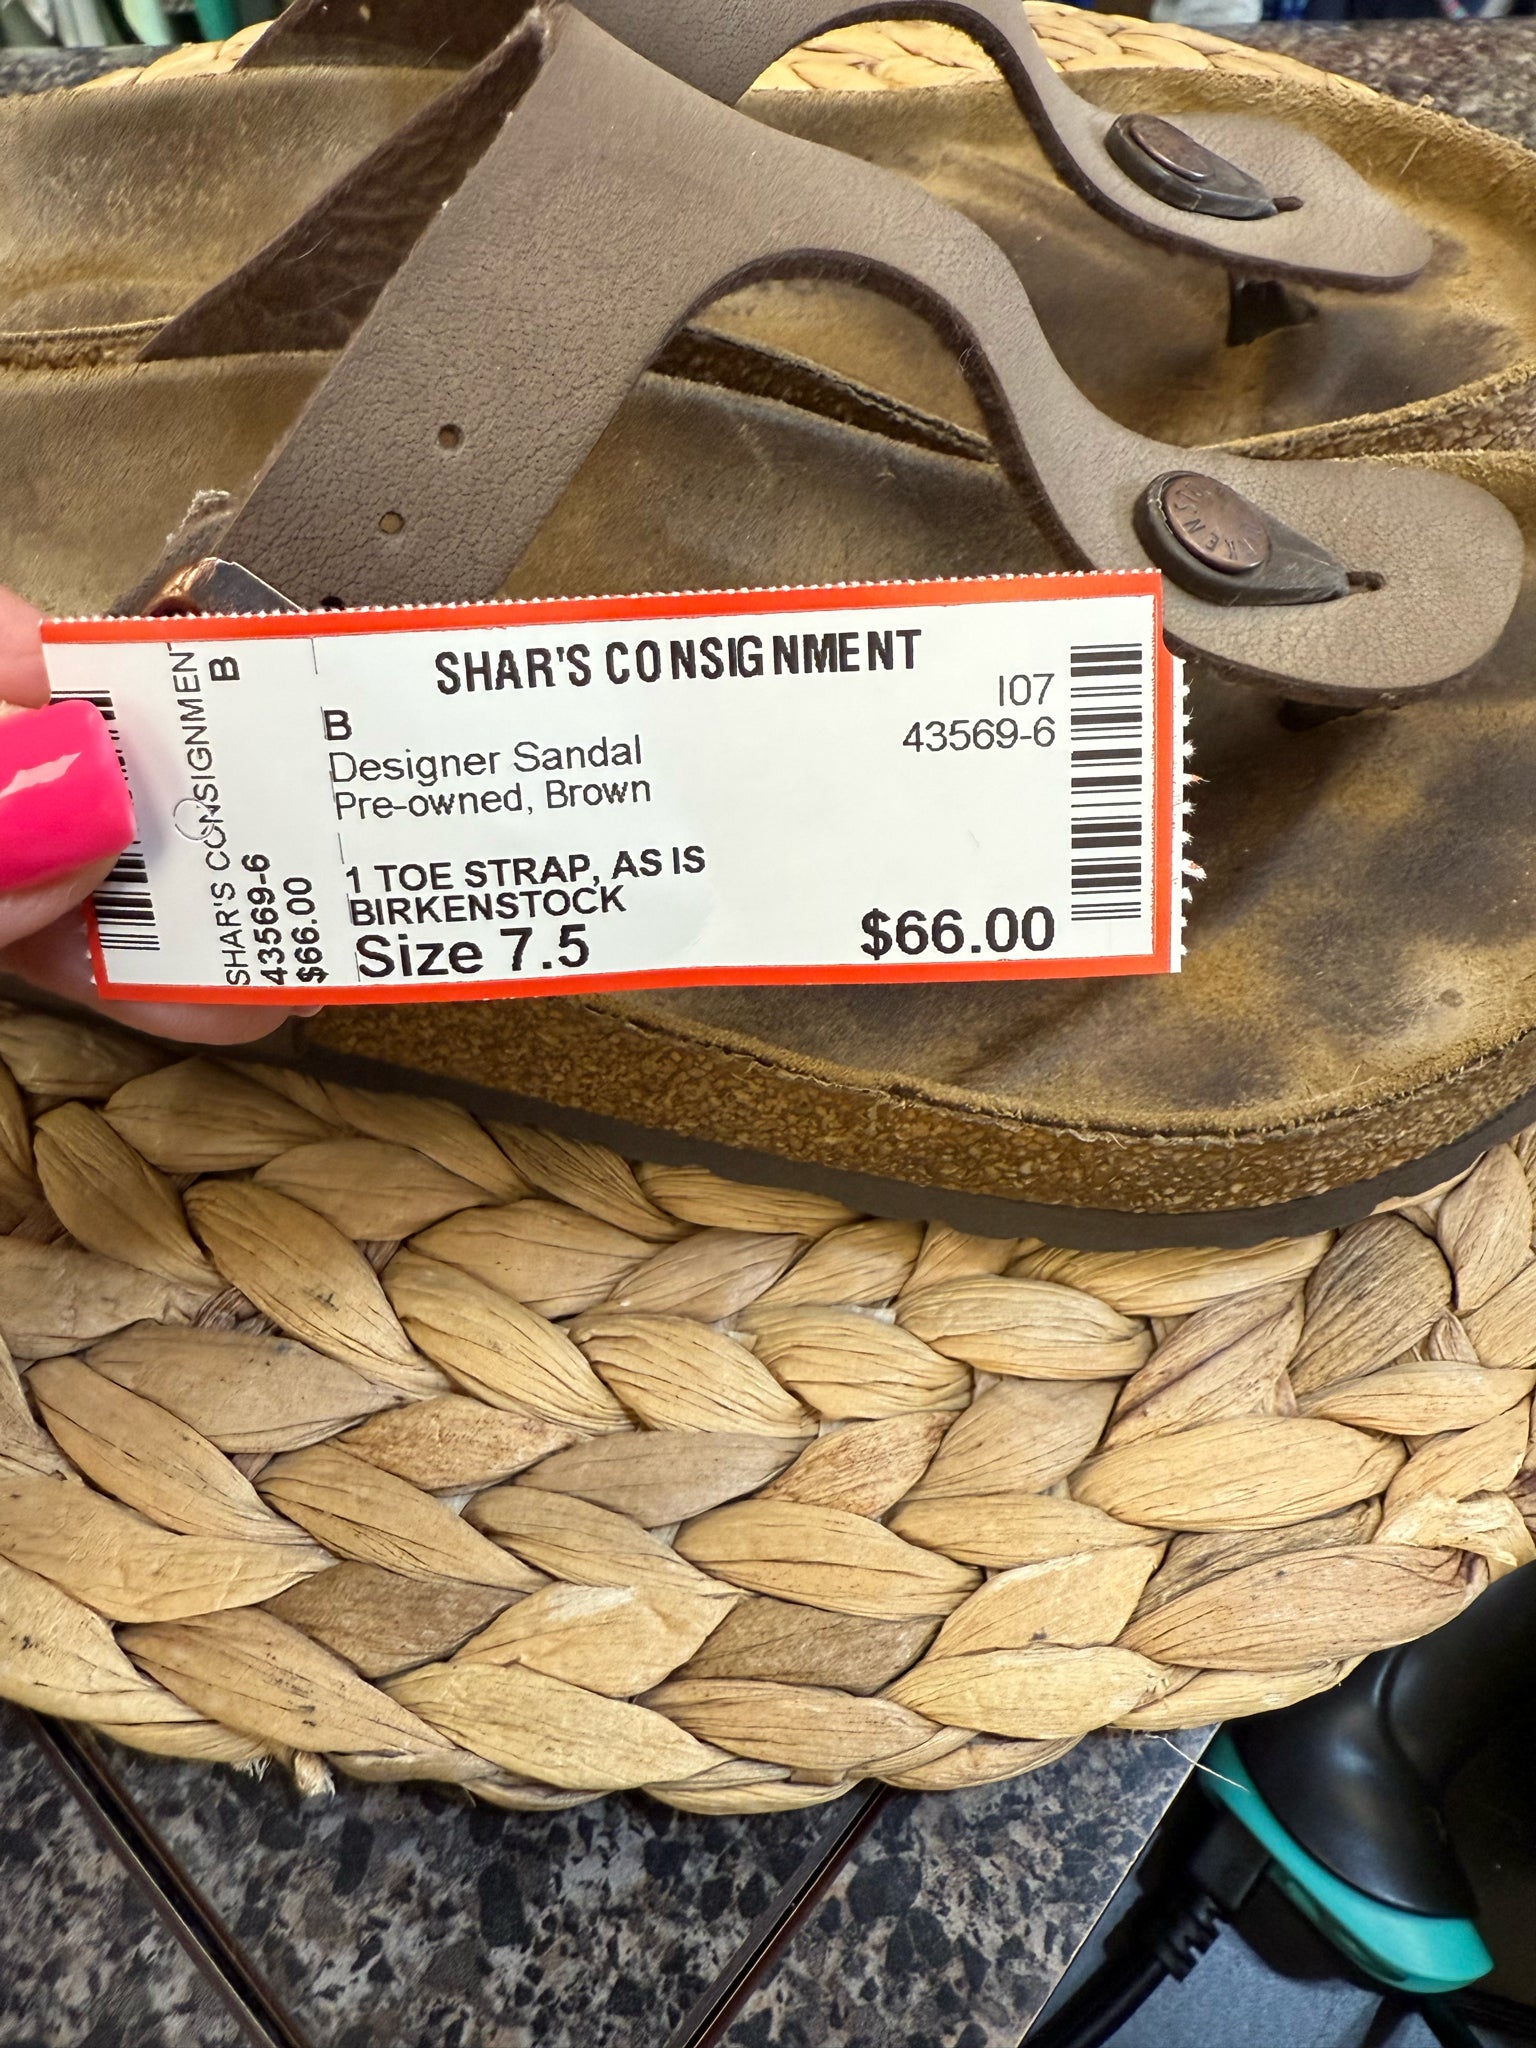 SHAR'S CONSIGNMENT
B
43569-6
$66.00
SHAR'S CONSIGNMENT
I07
43569-6
B
Designer Sandal
Pre-owned, Brown
1 TOE STRAP, AS IS
BIRKENSTOCK
Size 7.5
$66.00